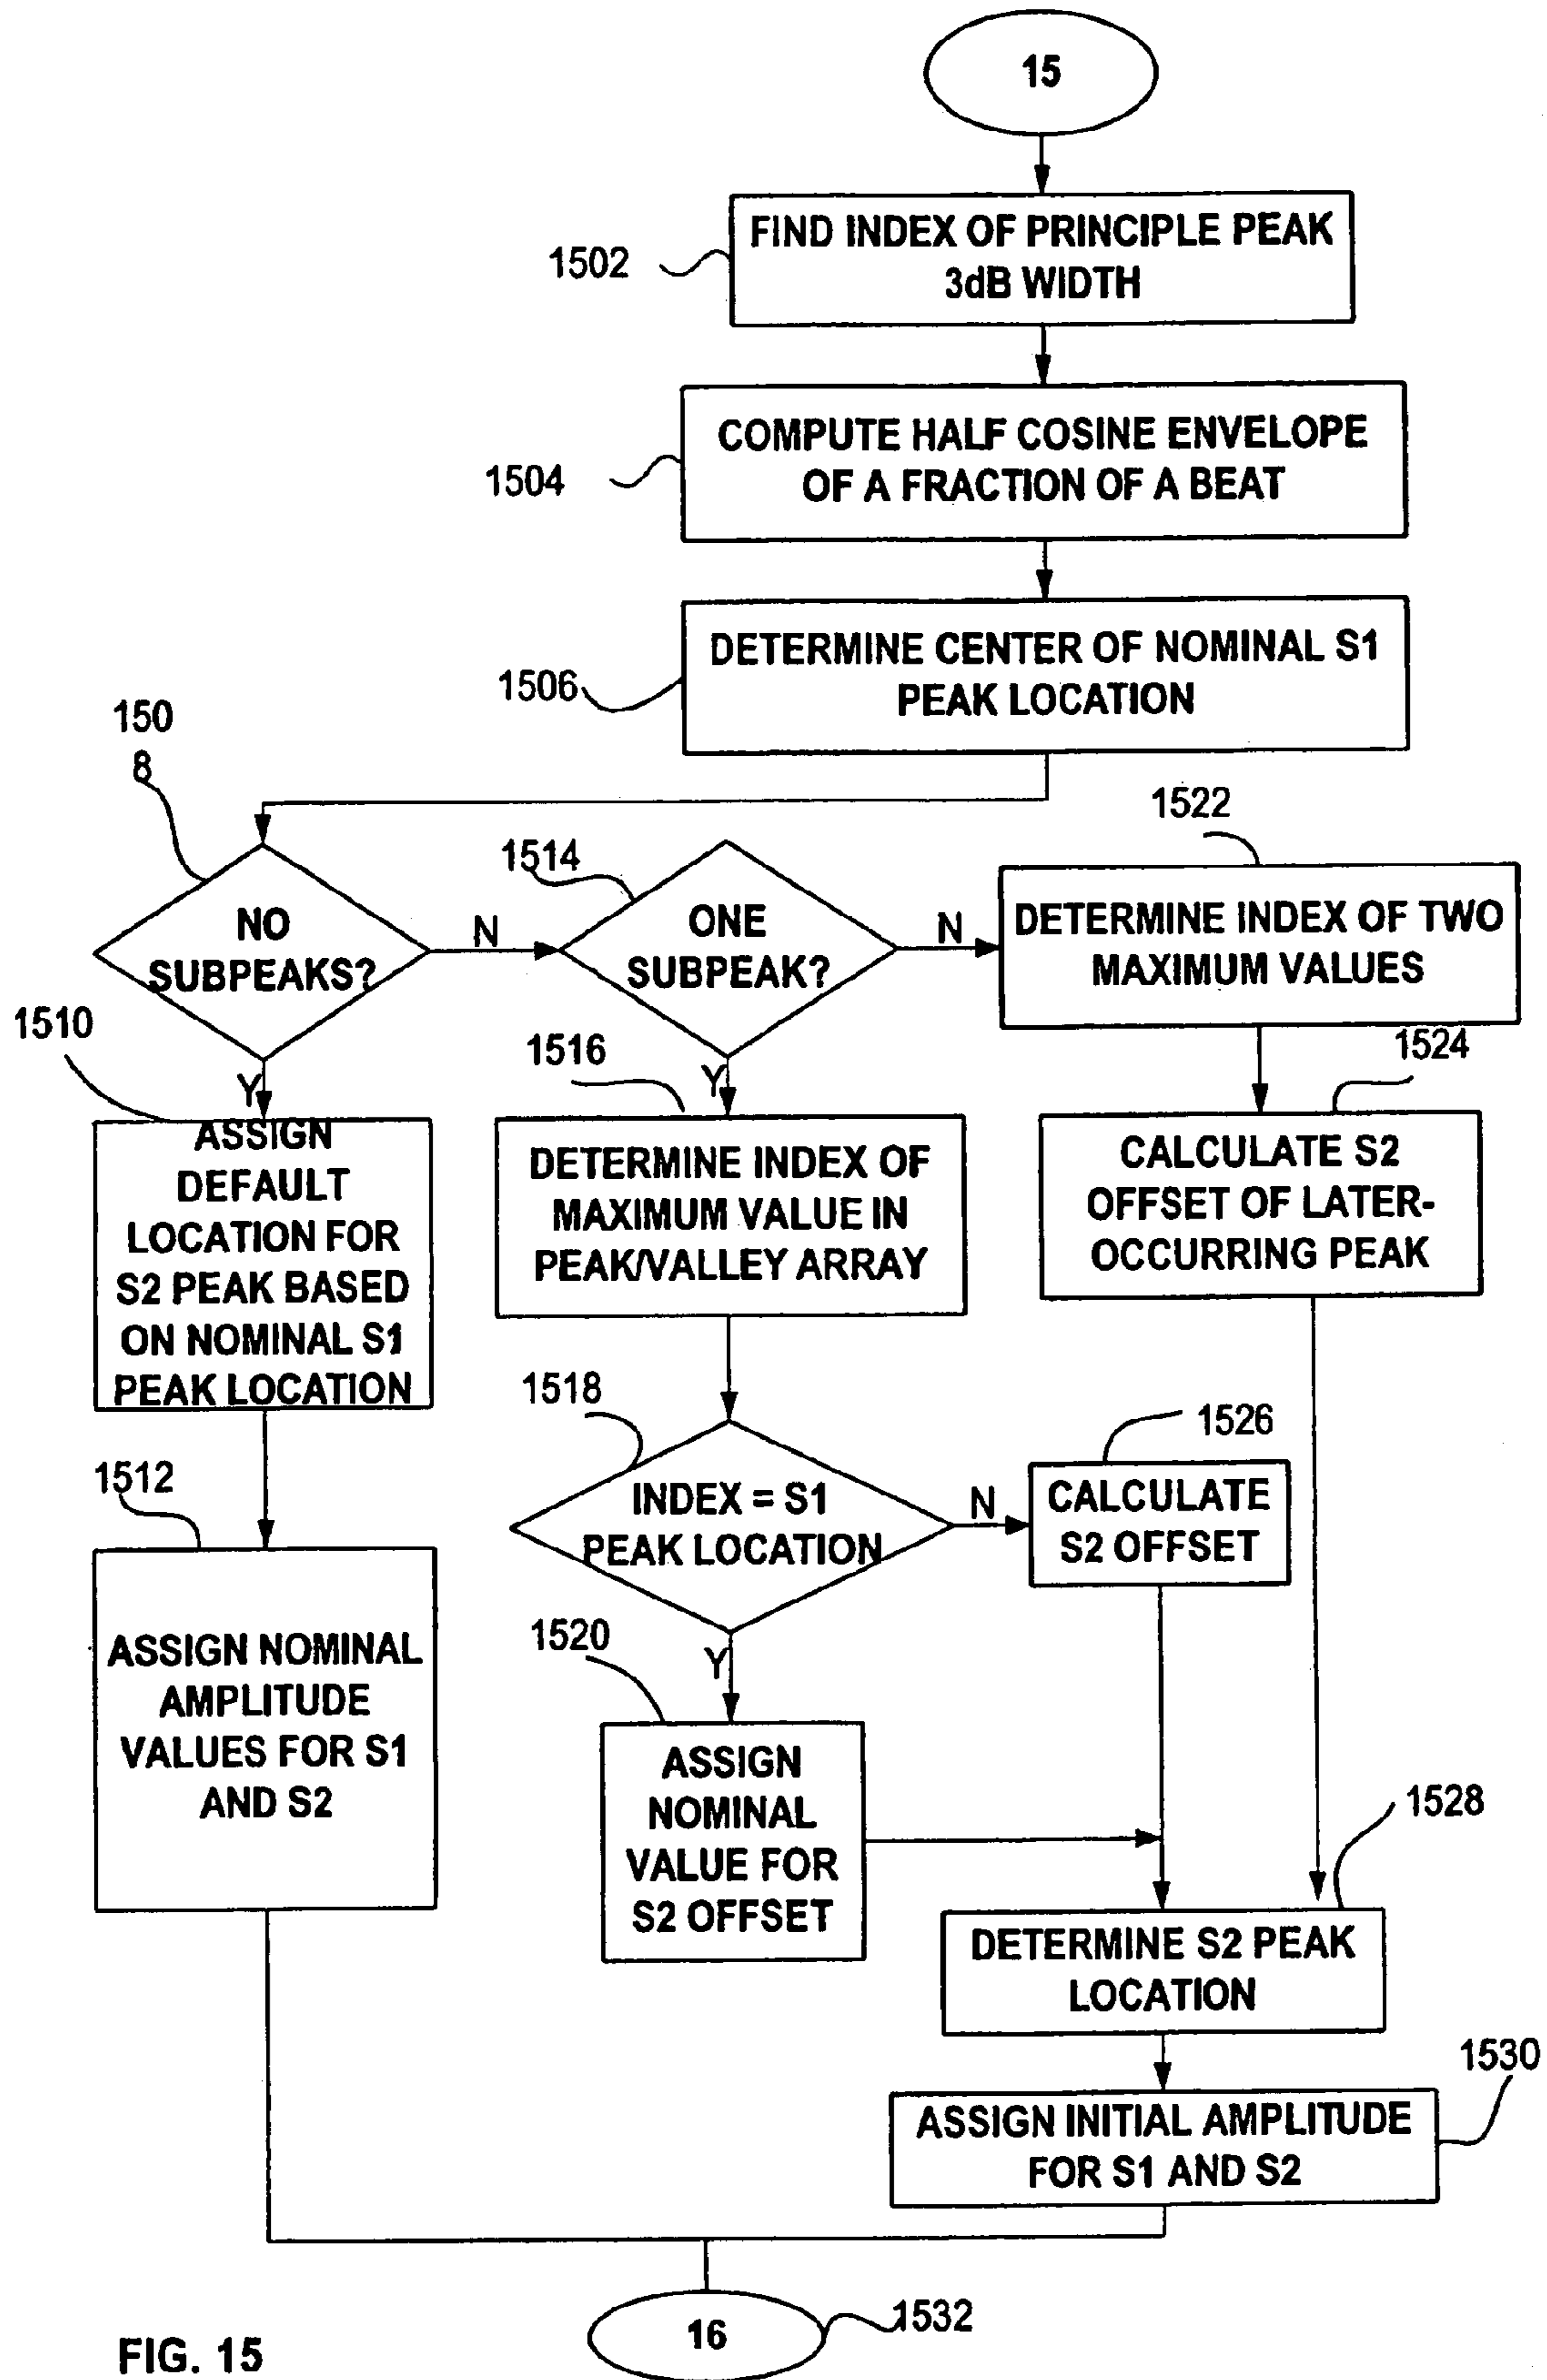 15
FIND INDEX OF PRINCIPLE PEAK
3dB WIDTH
1502
COMPUTE HALF COSINE ENVELOPE
OF A FRACTION OF A BEAT
1504
DETERMINE CENTER OF NOMINAL S1
PEAK LOCATION
1506
150
8
NO
SUBPEAKS?
N
1514
ONE
SUBPEAK?
N
1522
DETERMINE INDEX OF TWO
MAXIMUM VALUES
1510
Y
ASSIGN
DEFAULT
LOCATION FOR
S2 PEAK BASED
ON NOMINAL S1
PEAK LOCATION
1516
Y
DETERMINE INDEX OF
MAXIMUM VALUE IN
PEAK/VALLEY ARRAY
1524
CALCULATE S2
OFFSET OF LATER-
OCCURRING PEAK
1512
ASSIGN NOMINAL
AMPLITUDE
VALUES FOR S1
AND S2
1518
INDEX = S1
PEAK LOCATION
N
1526
CALCULATE
S2 OFFSET
1520
Y
ASSIGN
NOMINAL
VALUE FOR
S2 OFFSET
1528
DETERMINE S2 PEAK
LOCATION
1530
ASSIGN INITIAL AMPLITUDE
FOR S1 AND S2
16
1532
FIG. 15